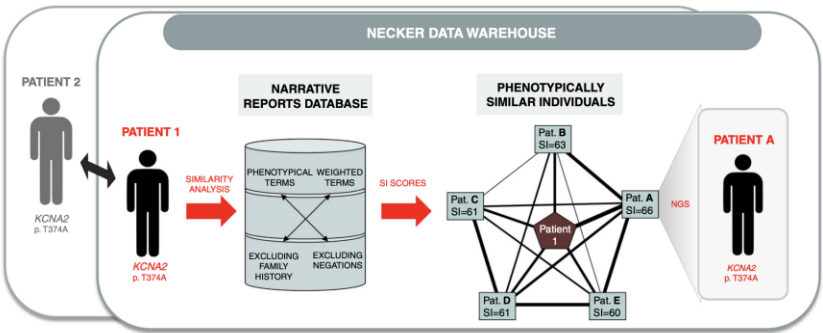 NECKER DATA WAREHOUSE
PATIENT 2
KCNA2
p. T374A
PATIENT 1
KCNA2
p. T374A
SIMILARITY
ANALYSIS
NARRATIVE
REPORTS DATABASE
PHENOTYPICAL
TERMS
WEIGHTED
TERMS
EXCLUDING
FAMILY
HISTORY
EXCLUDING
NEGATIONS
SI SCORES
PHENOTYPICALLY
SIMILAR INDIVIDUALS
Pat. B
SI=63
Pat. C
SI=61
Pat. A
SI=66
Patient
1
Pat. D
SI=61
Pat. E
SI=60
NGS
PATIENT A
KCNA2
p. T374A